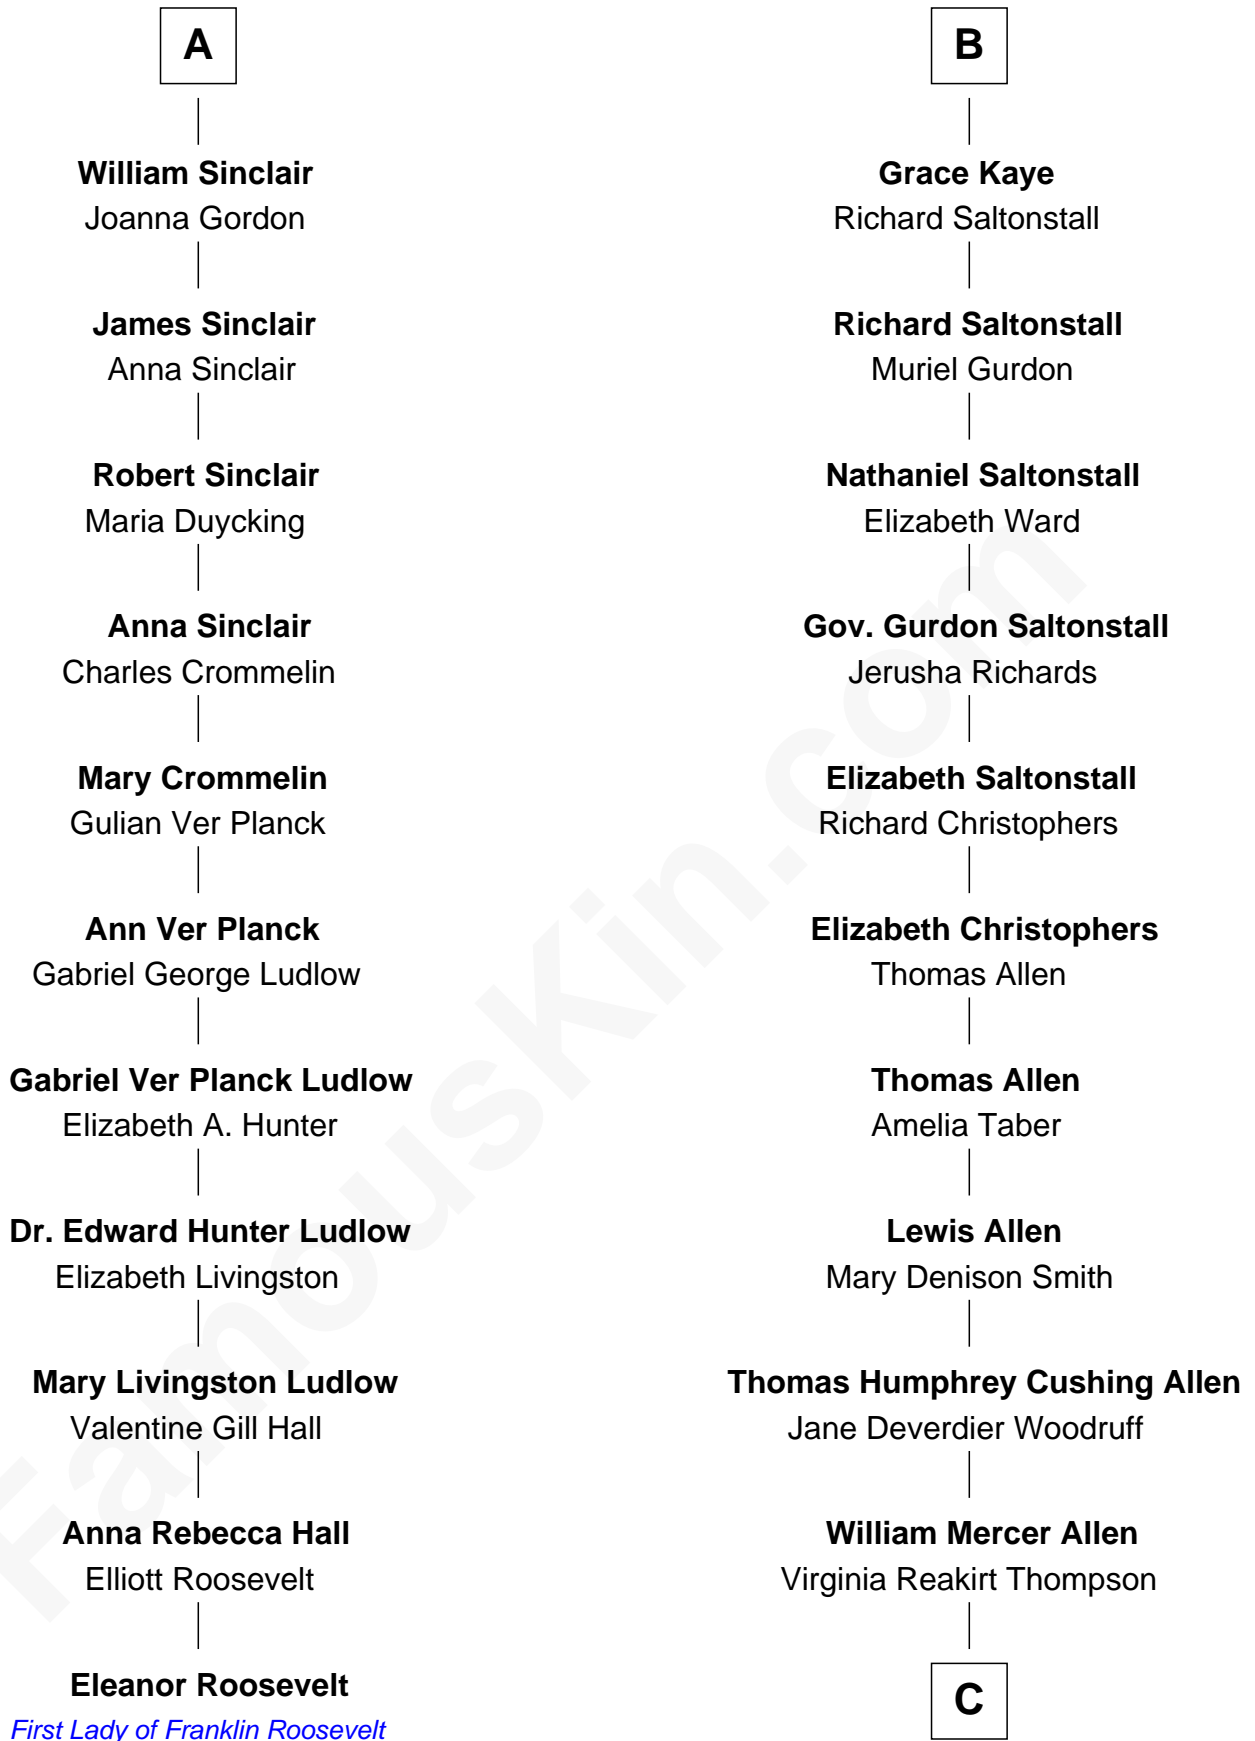 A
William Sinclair
Joanna Gordon
James Sinclair
Anna Sinclair
Robert Sinclair
Maria Duycking
Anna Sinclair
Charles Crommelin
Mary Crommelin
Gulian Ver Planck
Ann Ver Planck
Gabriel George Ludlow
Gabriel Ver Planck Ludlow
Elizabeth A. Hunter
Dr. Edward Hunter Ludlow
Elizabeth Livingston
Mary Livingston Ludlow
Valentine Gill Hall
Anna Rebecca Hall
Elliott Roosevelt
Eleanor Roosevelt
First Lady of Franklin Roosevelt
B
Grace Kaye
Richard Saltonstall
Richard Saltonstall
Muriel Gurdon
Nathaniel Saltonstall
Elizabeth Ward
Gov. Gurdon Saltonstall
Jerusha Richards
Elizabeth Saltonstall
Richard Christophers
Elizabeth Christophers
Thomas Allen
Thomas Allen
Amelia Taber
Lewis Allen
Mary Denison Smith
Thomas Humphrey Cushing Allen
Jane Deverdier Woodruff
William Mercer Allen
Virginia Reakirt Thompson
C
FamousKin.com